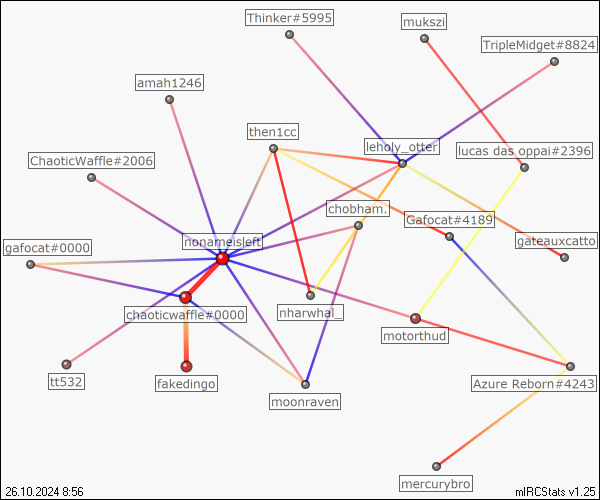 Thinker#5995
mukszi
TripleMidget#8824
amah1246
then1cc
leholy_otter
lucas das oppai#2396
ChaoticWaffle#2006
chobham.
Gafocat#4189
gafocat#0000
nonameisleft
gateauxcatto
chaoticwaffle#0000
nharwhal_
motorthud
tt532
fakedingo
moonraven
Azure Reborn#4243
mercurybro
26.10.2024 8:56
mIRCStats v1.25